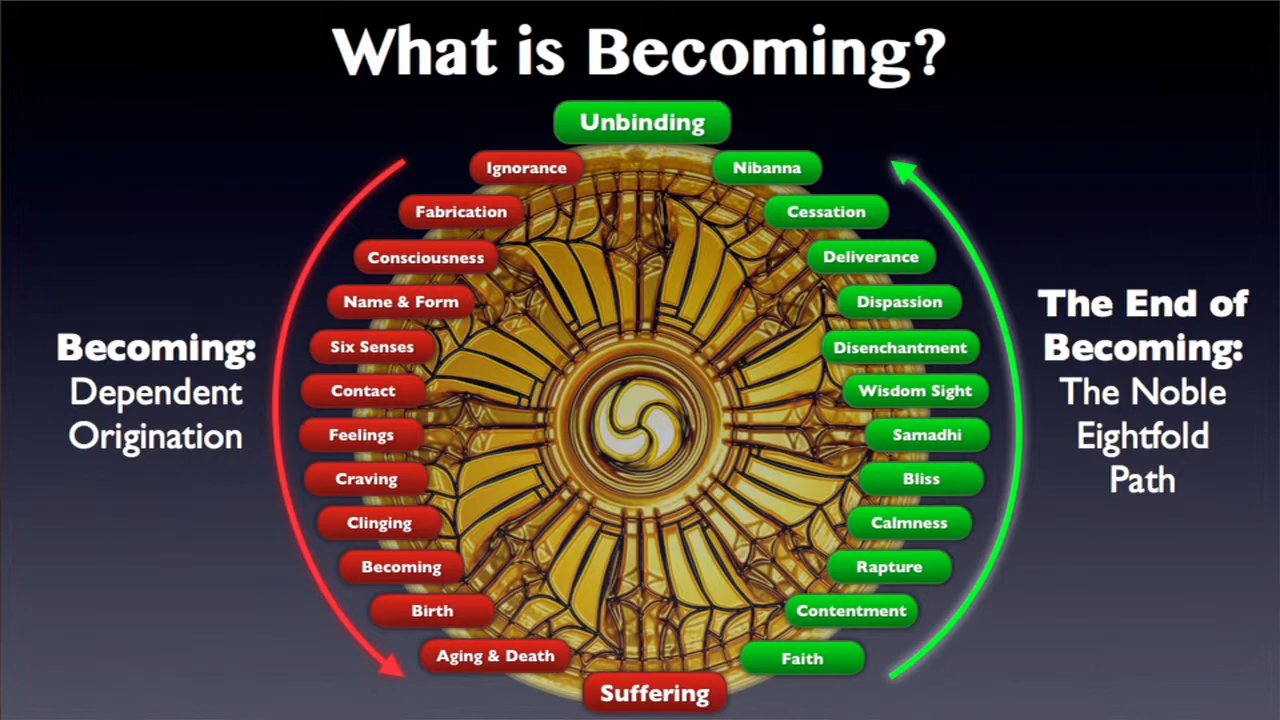 What is Becoming?
Unbinding
Ignorance
Nibanna
Fabrication
Cessation
Consciousness
Deliverance
Name & Form
Dispassion
Six Senses
Disenchantment
Contact
Wisdom Sight
Feelings
Samadhi
Craving
Bliss
Clinging
Calmness
Becoming
Rapture
Birth
Contentment
Aging & Death
Faith
Suffering
Becoming:
Dependent
Origination
The End of
Becoming:
The Noble
Eightfold
Path